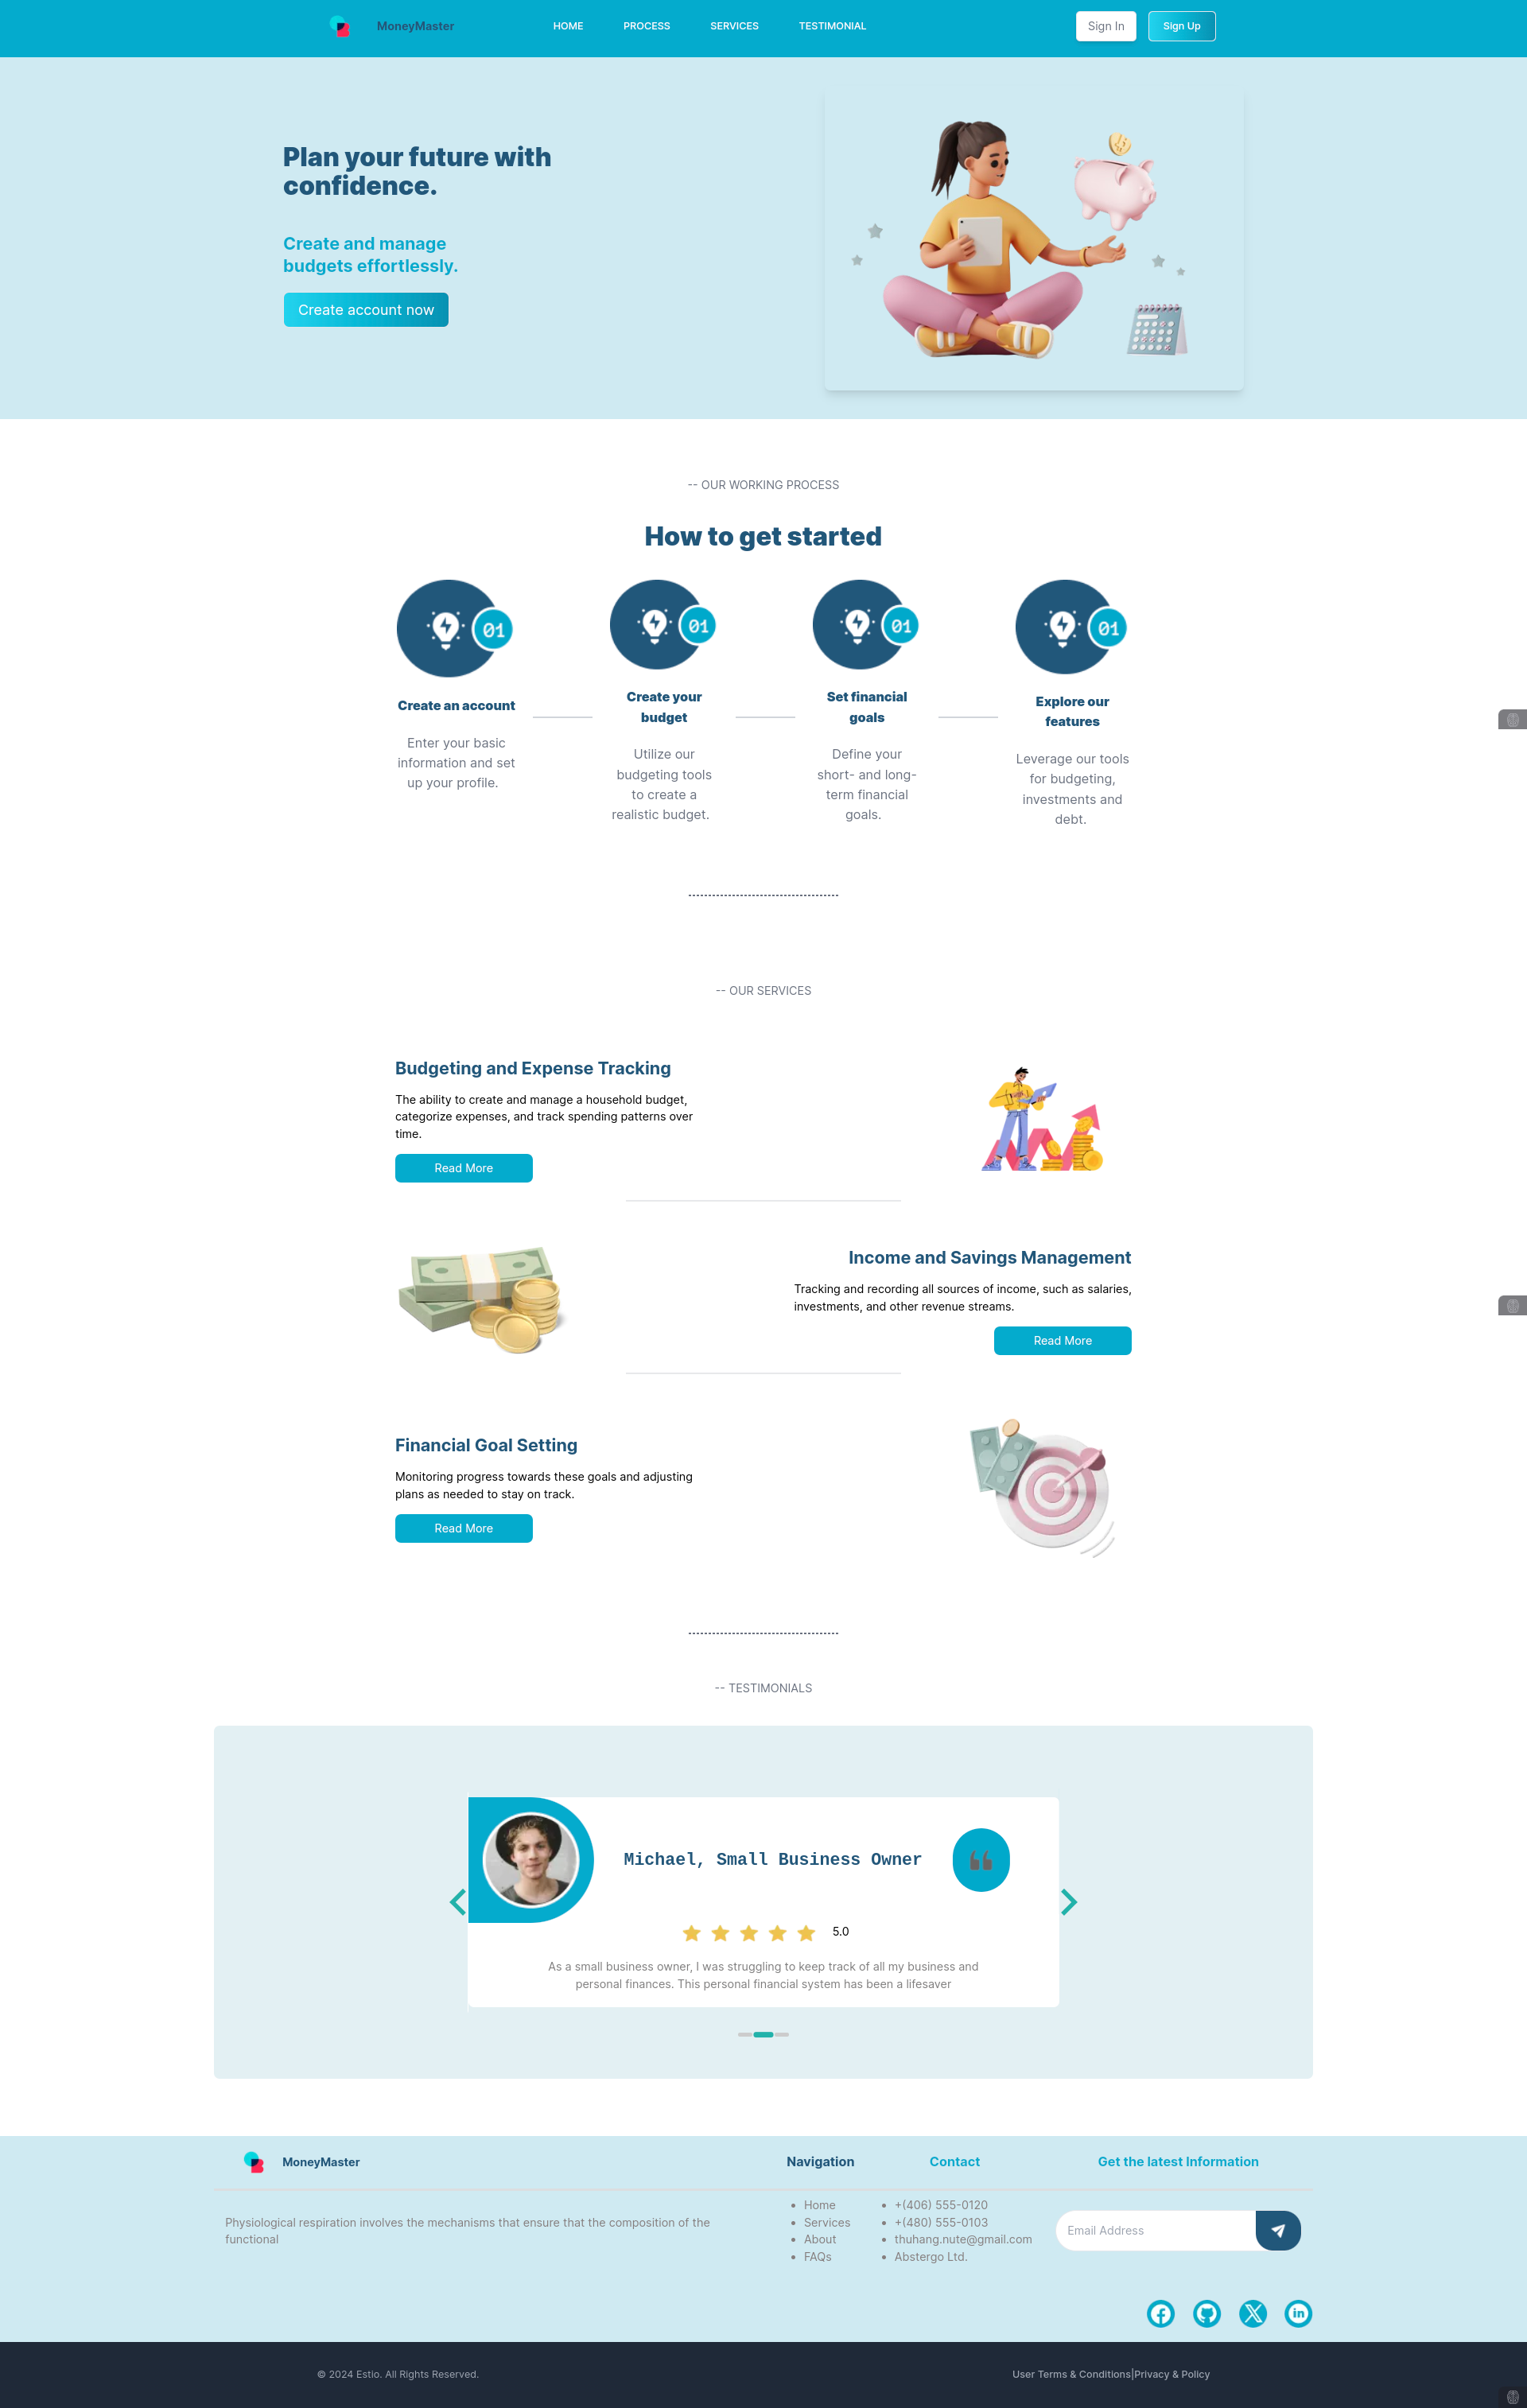 MoneyMaster
HOME
PROCESS
SERVICES
TESTIMONIAL
Sign In
Sign Up
Plan your future with
confidence.
Create and manage
budgets effortlessly.
Create account now
-- OUR WORKING PROCESS
How to get started
01
Create an account
Enter your basic
information and set
up your profile.
01
Create your
budget
Utilize our
budgeting tools
to create a
realistic budget.
01
Set financial
goals
Define your
short- and long-
term financial
goals.
01
Explore our
features
Leverage our tools
for budgeting,
investments and
debt.
-- OUR SERVICES
Budgeting and Expense Tracking
The ability to create and manage a household budget,
categorize expenses, and track spending patterns over
time.
Read More
Income and Savings Management
Tracking and recording all sources of income, such as salaries,
investments, and other revenue streams.
Read More
Financial Goal Setting
Monitoring progress towards these goals and adjusting
plans as needed to stay on track.
Read More
-- TESTIMONIALS
Michael, Small Business Owner
5.0
As a small business owner, I was struggling to keep track of all my business and
personal finances. This personal financial system has been a lifesaver
MoneyMaster
Physiological respiration involves the mechanisms that ensure that the composition of the
functional
Navigation
Home
Services
About
FAQs
Contact
+(406) 555-0120
+(480) 555-0103
thuhang.nute@gmail.com
Abstergo Ltd.
Get the latest Information
Email Address
© 2024 Estio. All Rights Reserved.
User Terms & Conditions|Privacy & Policy